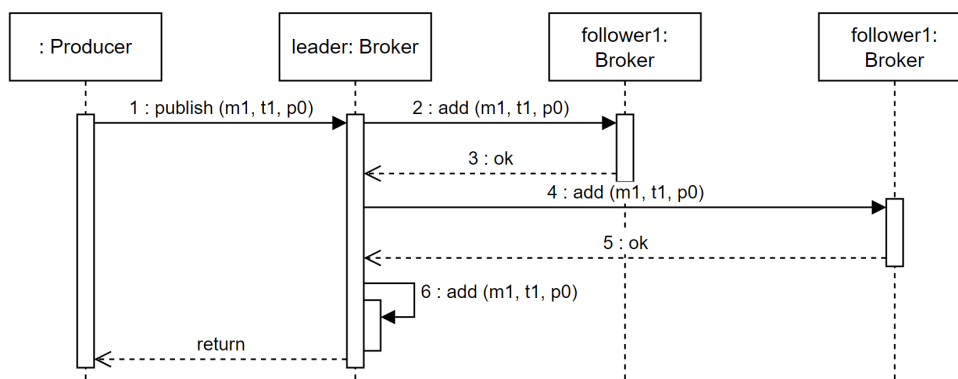 : Producer
leader: Broker
follower1:
Broker
follower1:
Broker
1 : publish (m1, t1, p0)
2 : add (m1, t1, p0)
3 : ok
4 : add (m1, t1, p0)
5 : ok
6 : add (m1, t1, p0)
return